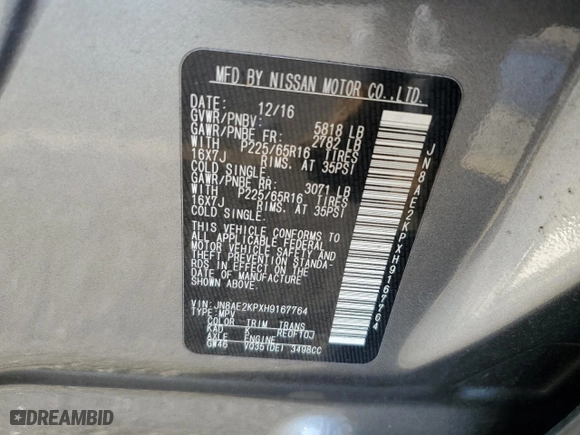 MFD BY NISSAN MOTOR CO.,LTD.
DATE: 12/16
GVWR/PNBV: 5818 LB
GAWR/PNBE FR: 2782 LB
WITH P225/65R16 TIRES
16X7J RIMS. AT 35PSI
COLD SINGLE.
GAWR/PNBE RR: 3071 LB
WITH P225/65R16 TIRES
16X7J RIMS. AT 35PSI
COLD SINGLE.
THIS VEHICLE CONFORMS TO
ALL APPLICABLE FEDERAL
MOTOR VEHICLE SAFETY STANDA-
RDS IN EFFECT ON THE
DATE OF MANUFACTURE
SHOWN ABOVE.
VIN: JN8AE2KPXH9167764
TYPE: MPV
COLOR TRIM TRANS
KAD K RE0F10J
AXLE ENGINE
GW46 VQ35(DE) 3498CC
JN8AE2KPXH9167764
DREAMBID